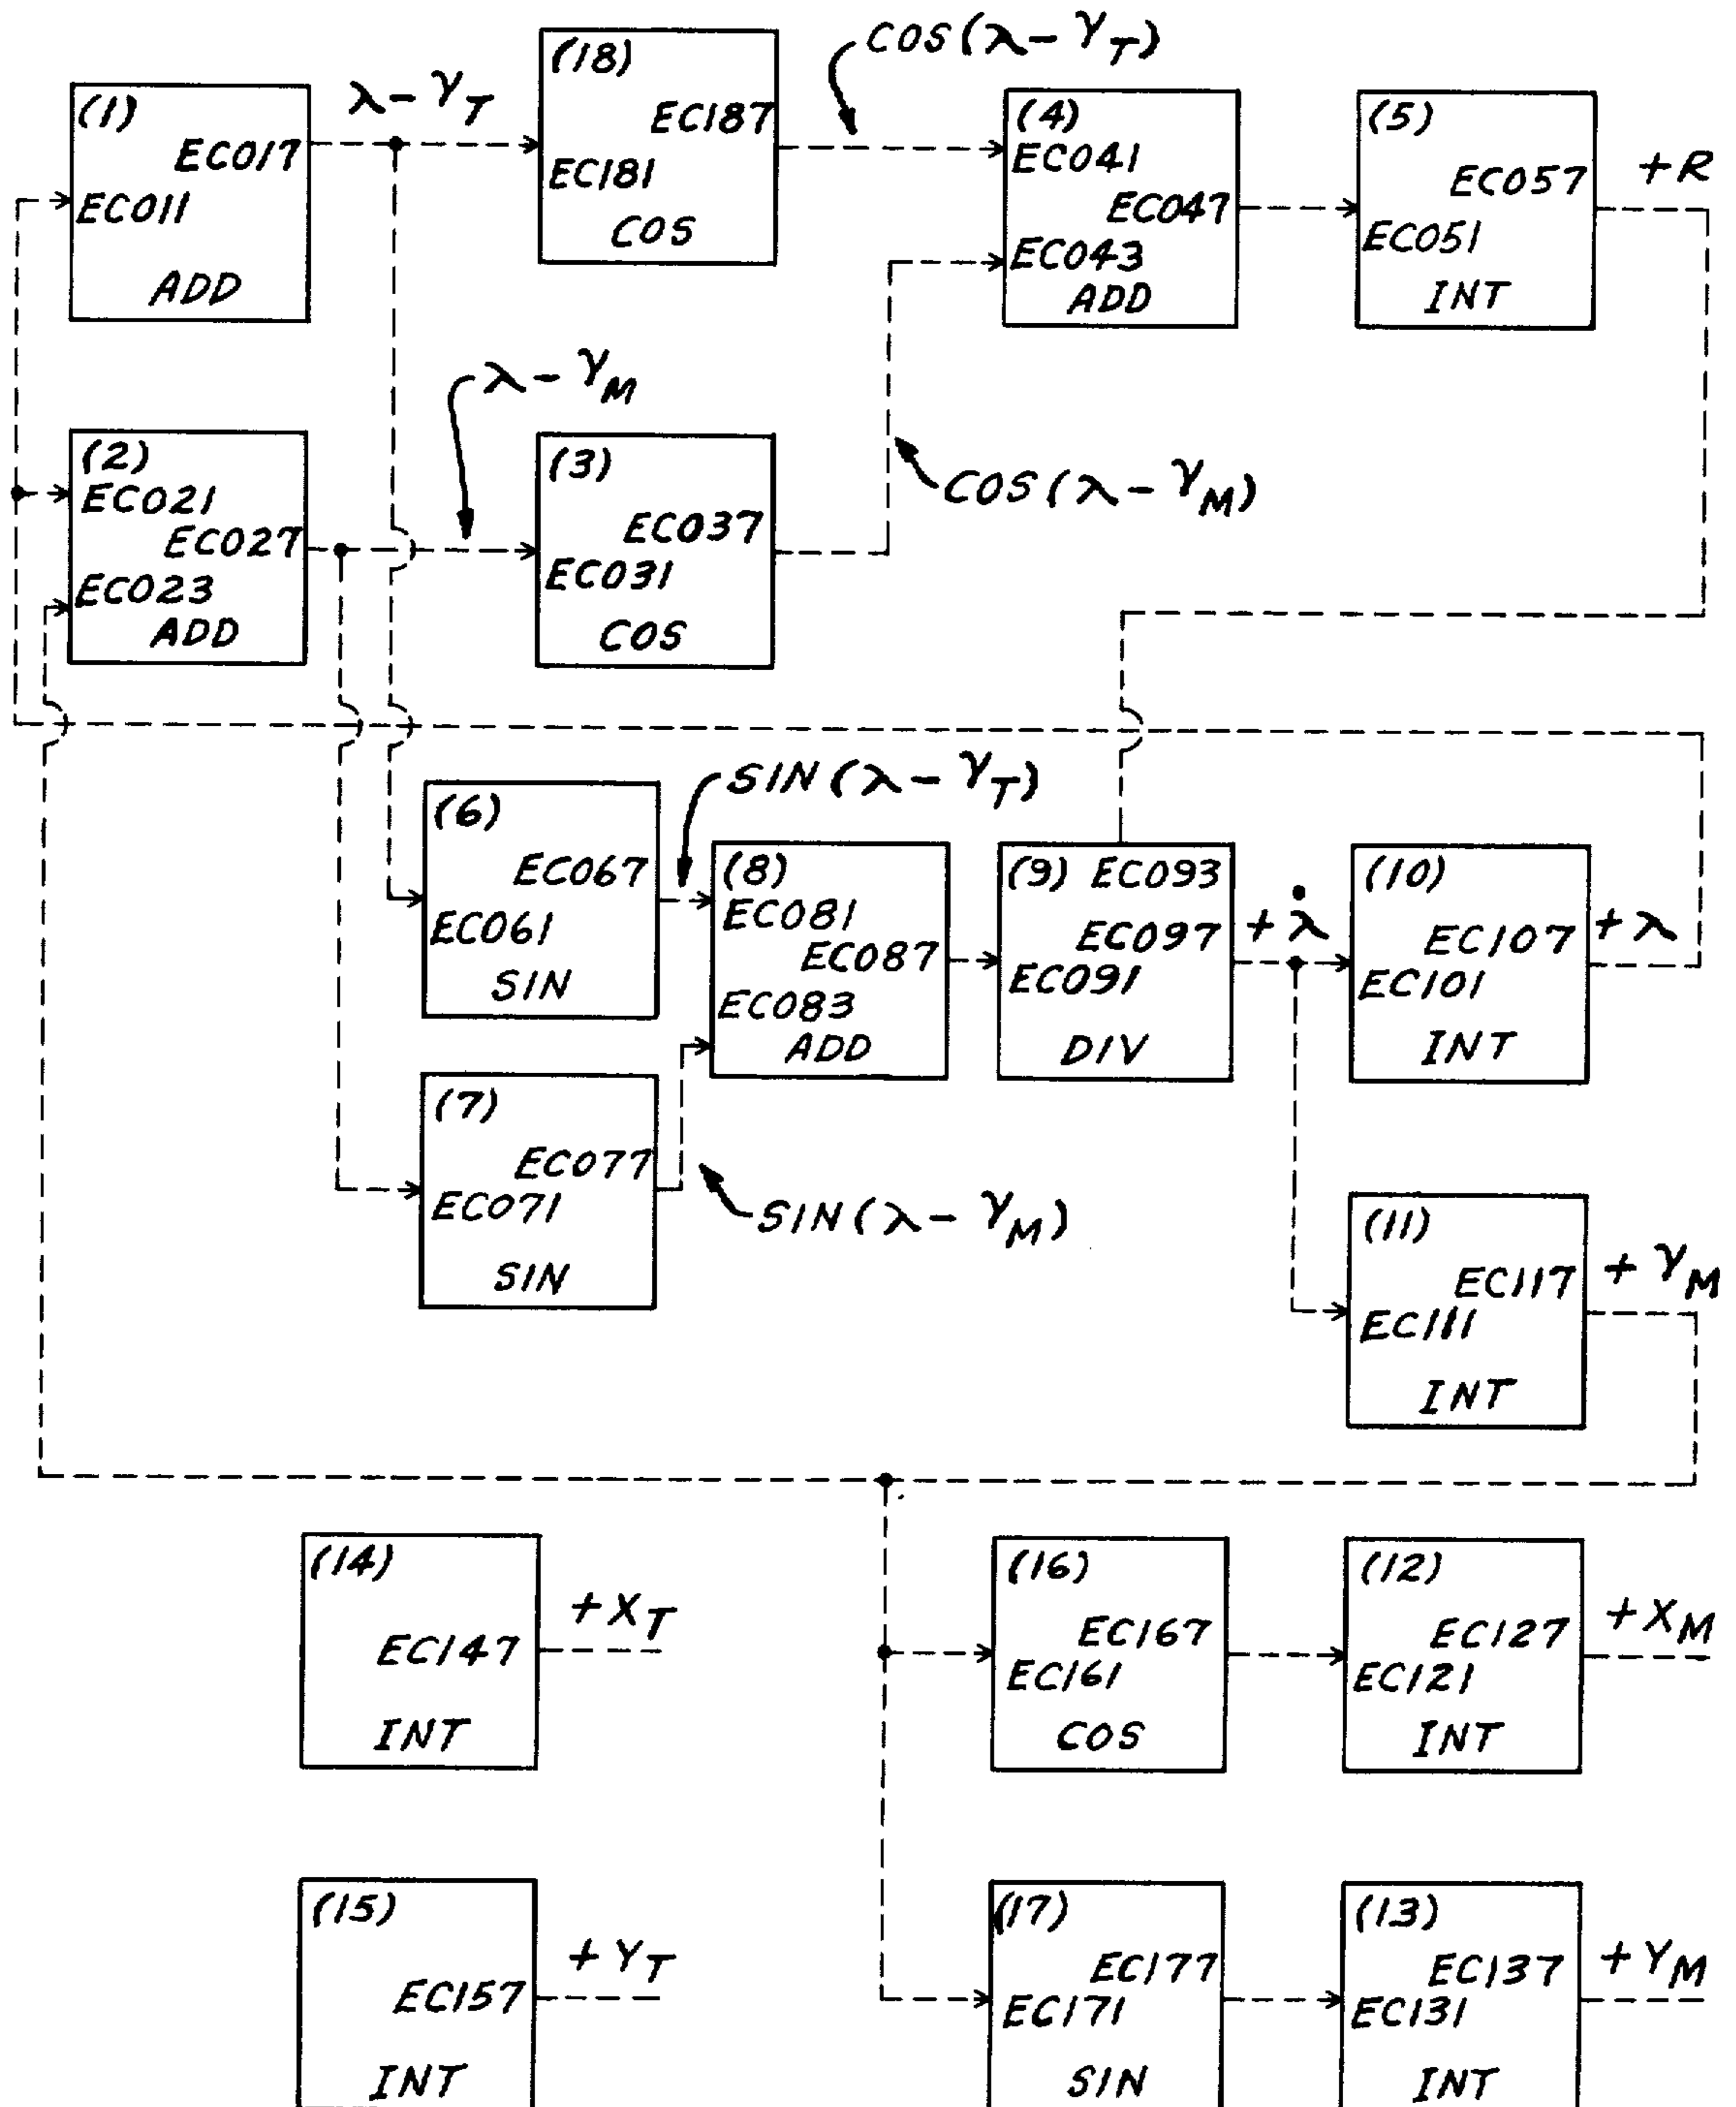 (1)
EC017
EC011
ADD
λ - γT
(18)
EC187
EC181
COS
COS(λ - γT)
(4)
EC041
EC047
EC043
ADD
(5)
EC057
EC051
INT
+R
(2)
EC021
EC027
EC023
ADD
λ - γM
(3)
EC037
EC031
COS
COS(λ - γM)
(6)
EC067
EC061
SIN
SIN(λ - γT)
(8)
EC081
EC087
EC083
ADD
(9) EC093
EC097
EC091
DIV
+ λ̇
(10)
EC107
EC101
INT
+ λ
(7)
EC077
EC071
SIN
SIN(λ - γM)
(11)
EC117
EC111
INT
+ γM
(14)
EC147
INT
+XT
(16)
EC167
EC161
COS
(12)
EC127
EC121
INT
+XM
(15)
EC157
INT
+YT
(17)
EC177
EC171
SIN
(13)
EC137
EC131
INT
+YM